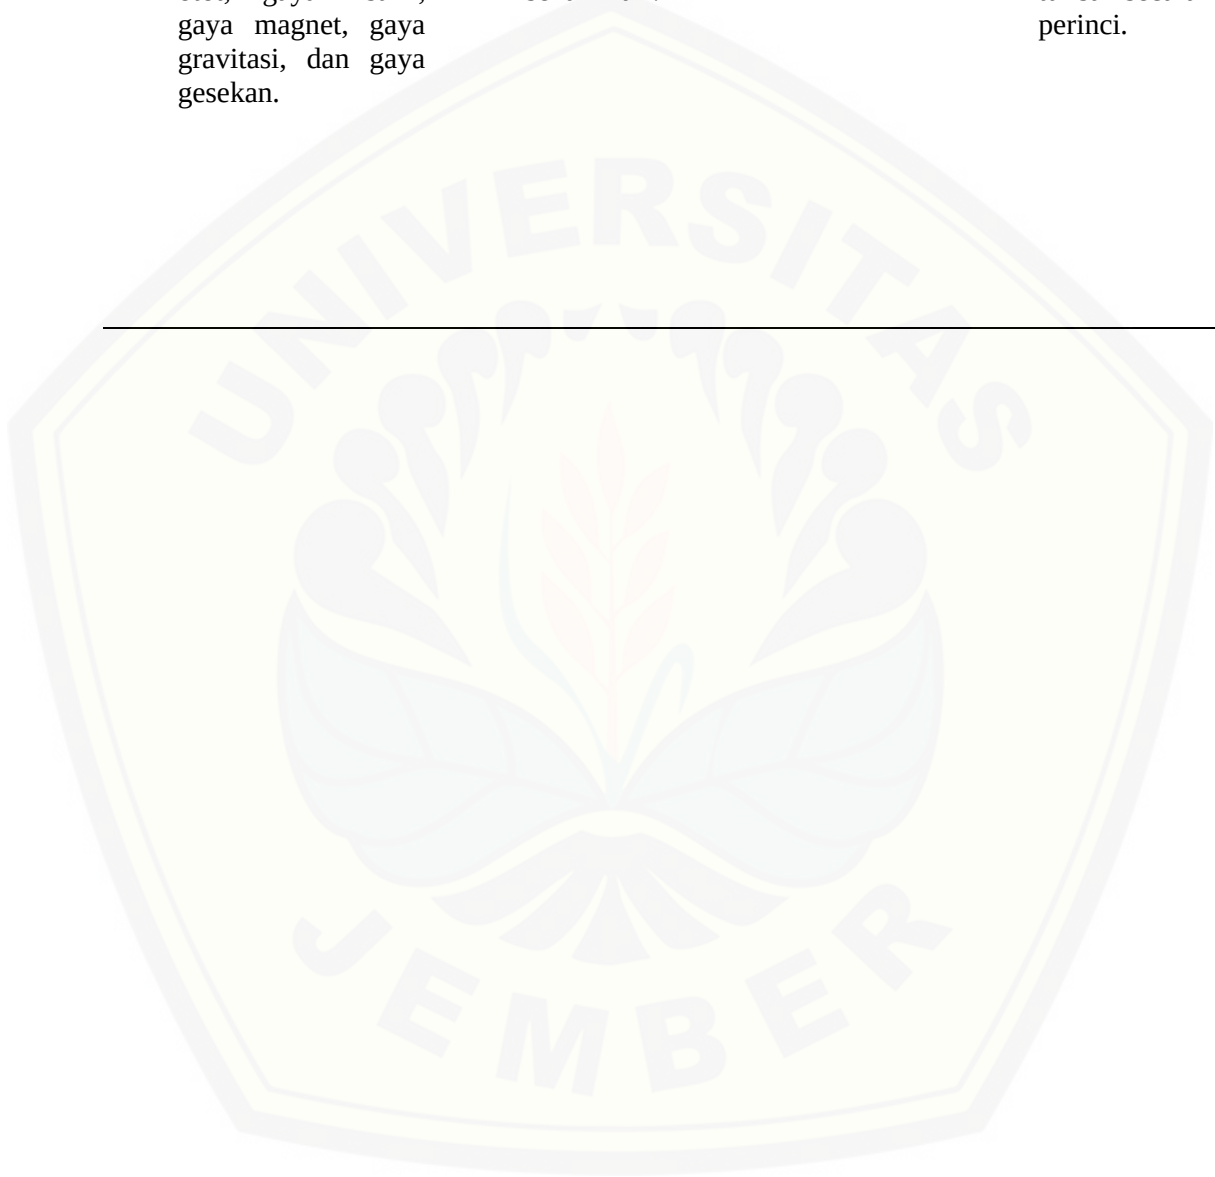 gaya magnet, gaya
gravitasi, dan gaya
gesekan.
perinci.
UNIVERSITAS
JEMBER